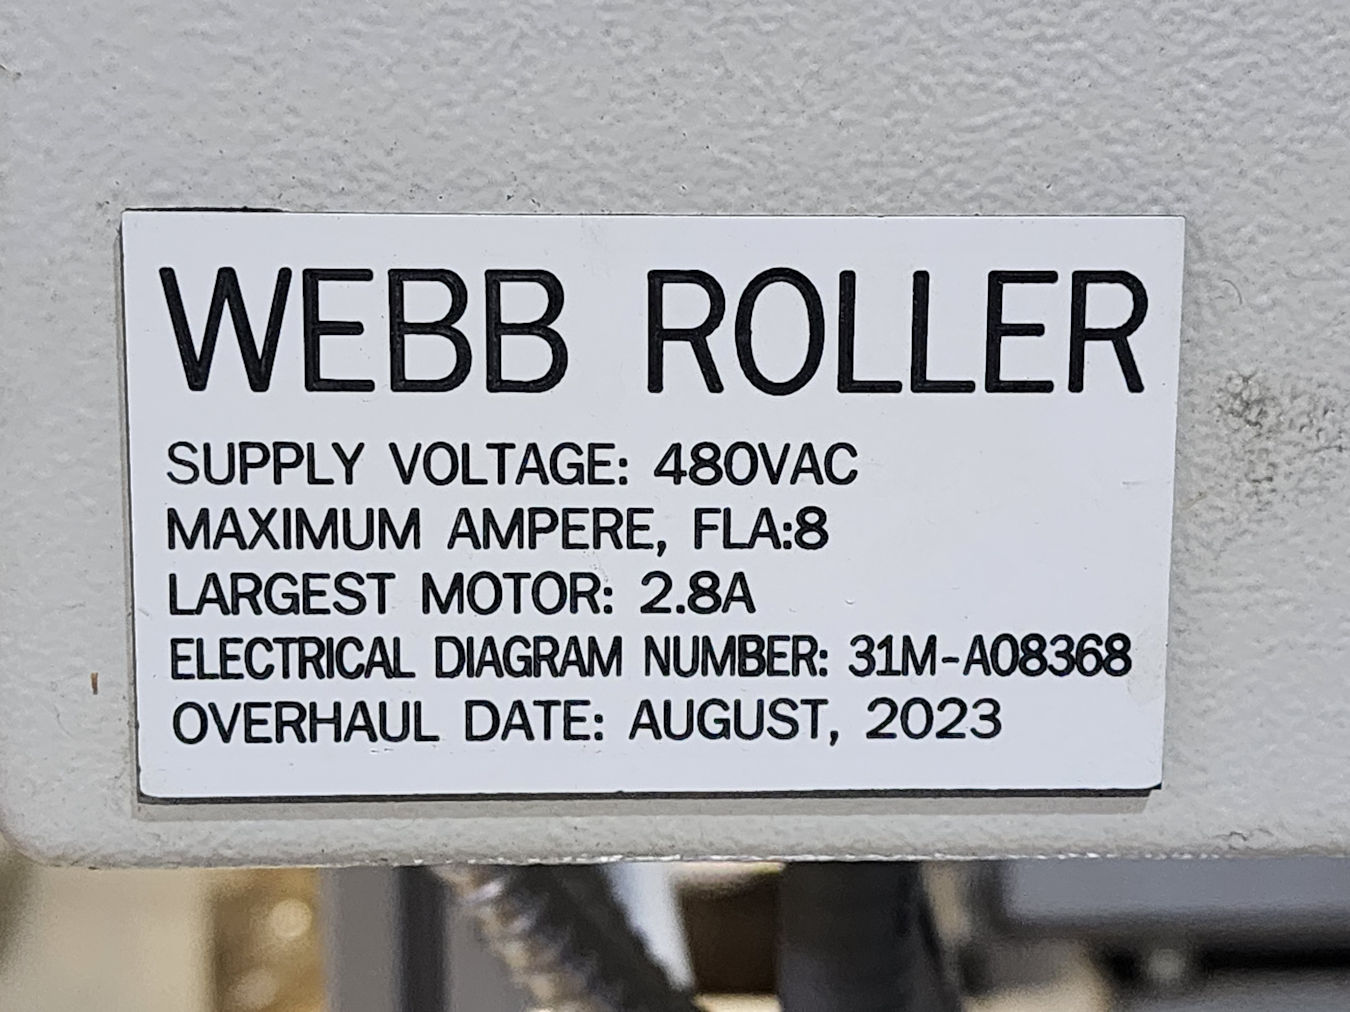 WEBB ROLLER
SUPPLY VOLTAGE: 480VAC
MAXIMUM AMPERE, FLA:8
LARGEST MOTOR: 2.8A
ELECTRICAL DIAGRAM NUMBER: 31M-A08368
OVERHAUL DATE: AUGUST, 2023